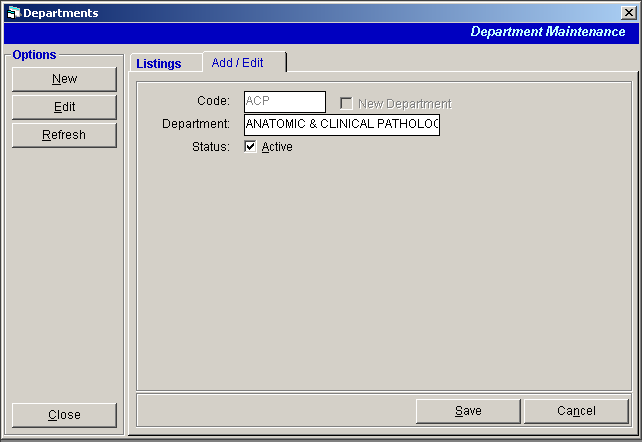 Departments
Department Maintenance
Options
New
Edit
Refresh
Close
Listings
Add / Edit
Code: ACP New Department
Department: ANATOMIC & CLINICAL PATHOLOG
Status: Active
Save
Cancel